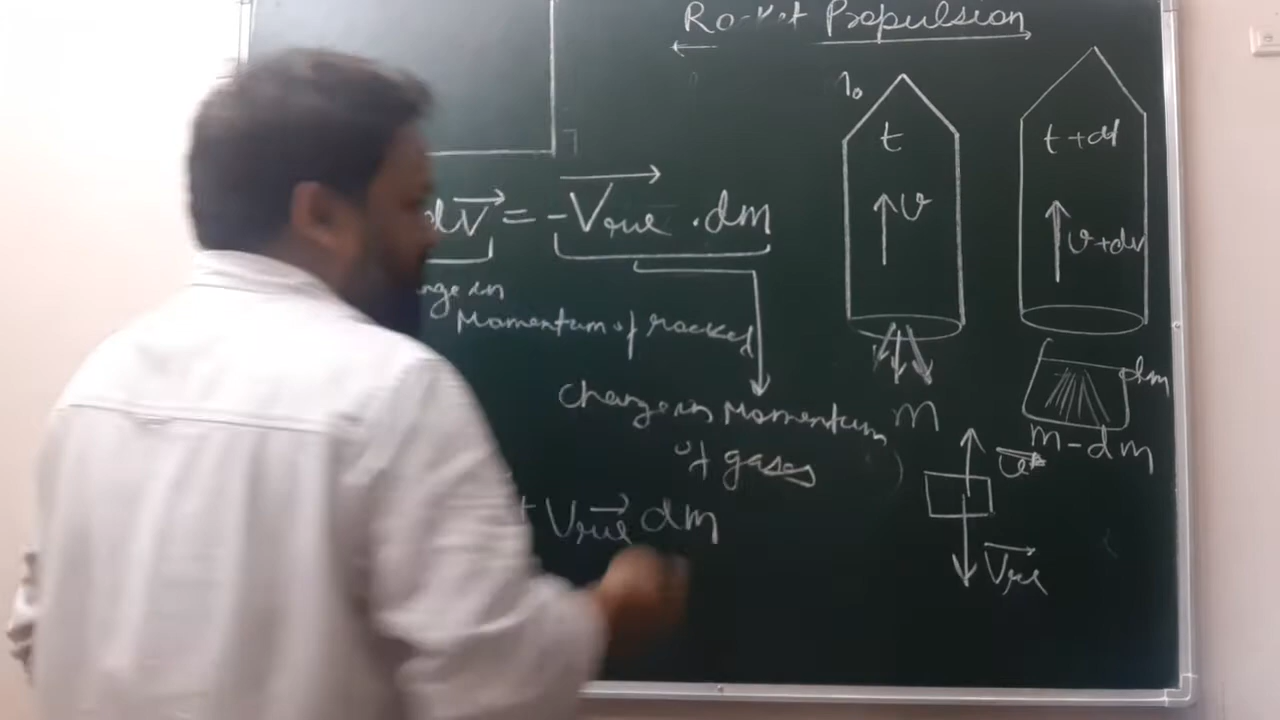 Rocket Propulsion
t
t+dt
v
v+dv
dV = -Vrel . dm
Momentum of rocket
Change in Momentum
of gases
m
dm
m-dm
+ Vrel dm
Vrel